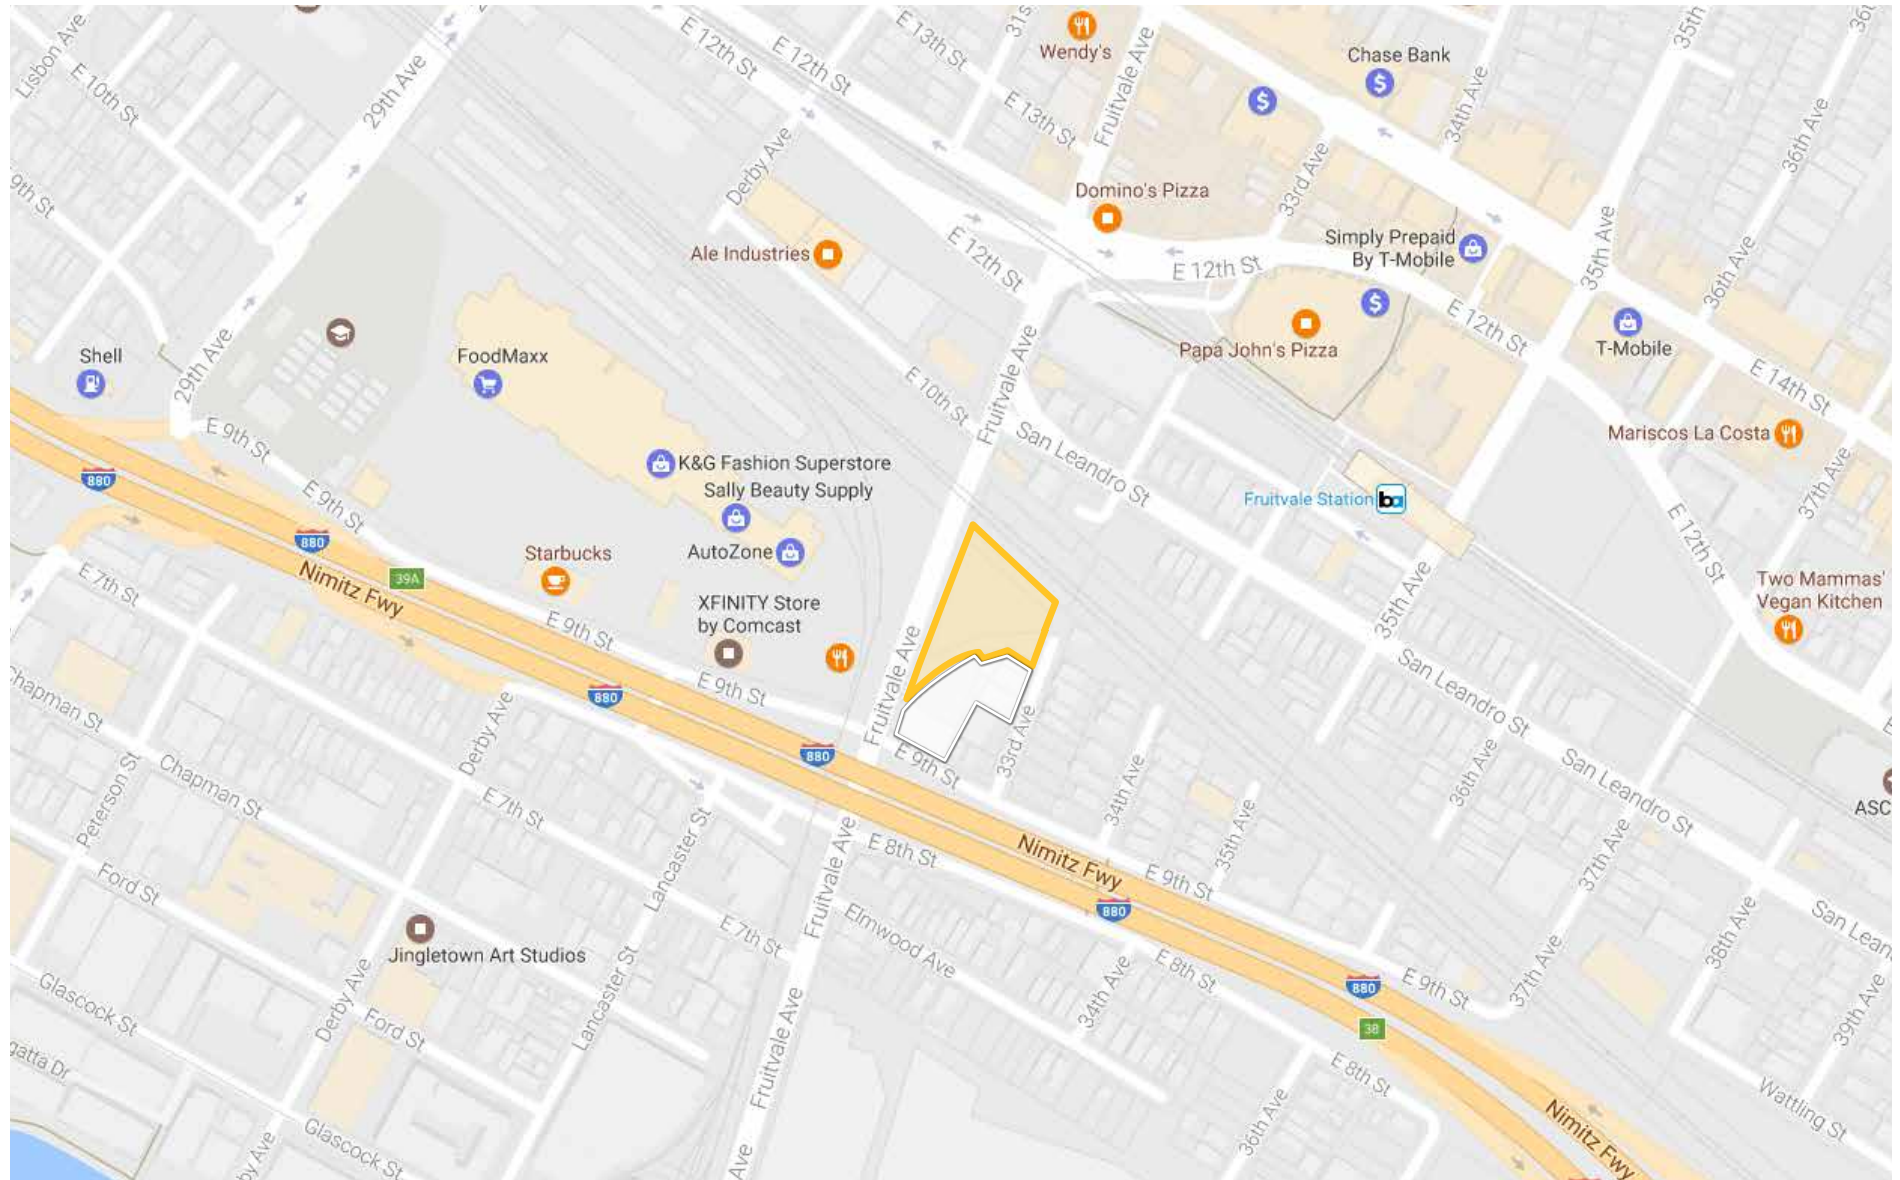 Lisbon Ave
E 10th St
9th St
29th Ave
E 12th St
E 12th St
E 13th St
31s
Wendy's
Fruitvale Ave
E 13th St
Chase Bank
$
$
34th Ave
35th
36th Ave
36th Ave
Derby Ave
Domino's Pizza
33rd Ave
Ale Industries
E 12th St
E 12th St
Simply Prepaid
By T-Mobile
$
35th Ave
E 12th St
T-Mobile
Papa John's Pizza
Shell
29th Ave
FoodMaxx
Fruitvale Ave
E 10th St
San Leandro St
E 14th St
Mariscos La Costa
37th Ave
E 9th St
880
E 9th St
880
K&G Fashion Superstore
Sally Beauty Supply
AutoZone
Fruitvale Station
ba
E 12th St
Starbucks
39A
Nimitz Fwy
E 7th St
XFINITY Store
by Comcast
E 9th St
E 9th St
880
Fruitvale Ave
Fruitvale Ave
35th Ave
Two Mammas'
Vegan Kitchen
San Leandro St
Chapman St
Chapman St
Peterson St
Derby Ave
E 7th St
880
E 9th St
33rd Ave
34th Ave
35th Ave
36th Ave
San Leandro St
ASC
Lancaster St
Fruitvale Ave
E 8th St
Nimitz Fwy
880
E 9th St
37th Ave
Ford St
Jingletown Art Studios
E 7th St
Elmwood Ave
34th Ave
E 8th St
880
E 9th St
37th Ave
38th Ave
San Lean
39th Ave
Glascock St
Derby Ave
Ford St
Lancaster St
Fruitvale Ave
38
E 8th St
36th Ave
Wattling St
Nimitz Fwy
gatta Dr
Glascock St
by Ave
Ave